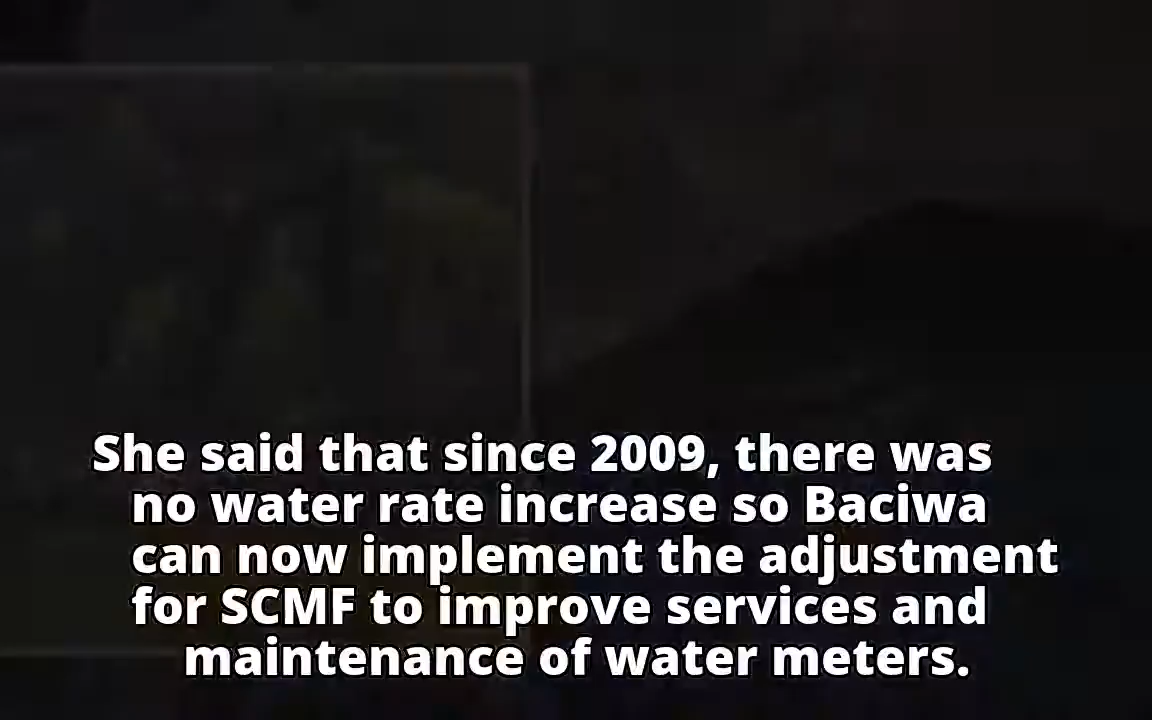 She said that since 2009, there was
no water rate increase so Baciwa
can now implement the adjustment
for SCMF to improve services and
maintenance of water meters.